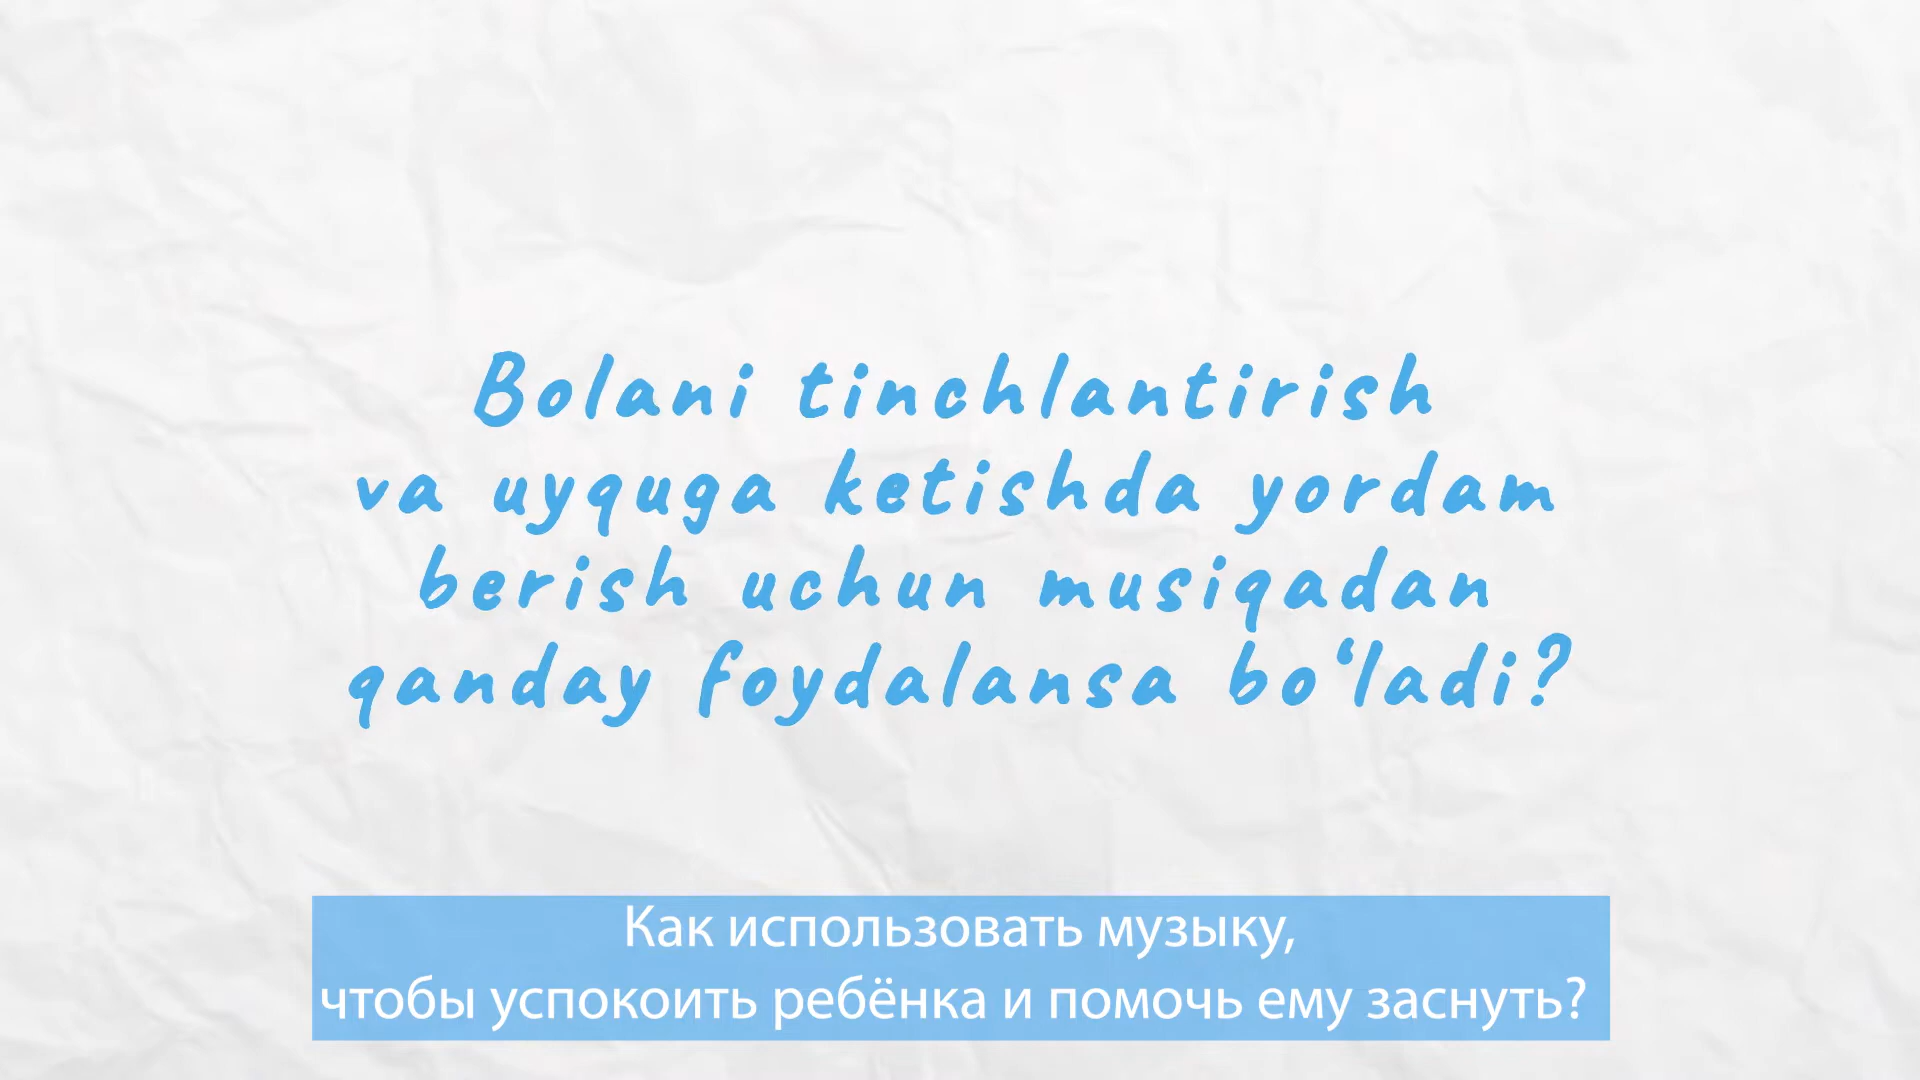 Bolani tinchlantirish
va uyquga ketishda yordam
berish uchun musiqadan
qanday foydalansa bo‘ladi?
Как использовать музыку,
чтобы успокоить ребёнка и помочь ему заснуть?